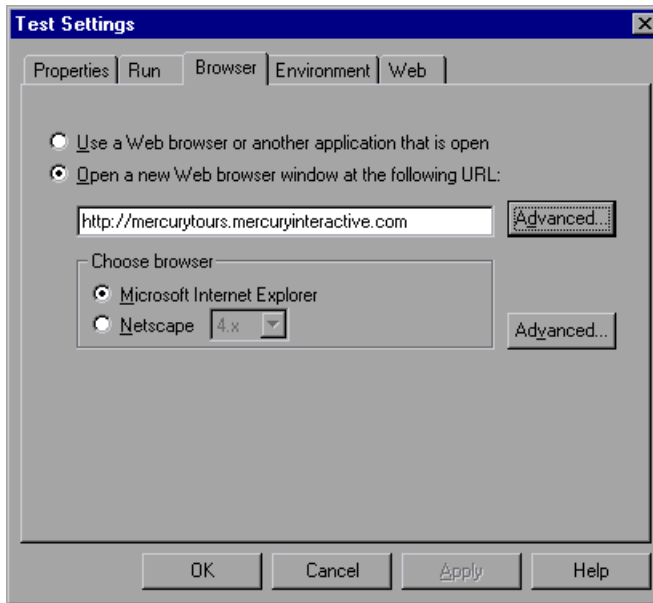 Test Settings
Properties Run Browser Environment Web
Use a Web browser or another application that is open
Open a new Web browser window at the following URL:
http://mercurytours.mercuryinteractive.com Advanced...
Choose browser
Microsoft Internet Explorer
Netscape 4.x Advanced...
OK Cancel Apply Help